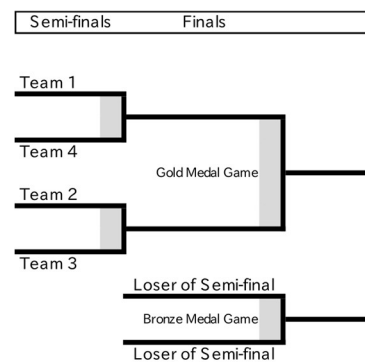 Semi-finals Finals
Team 1
Team 4
Gold Medal Game
Team 2
Team 3
Loser of Semi-final
Bronze Medal Game
Loser of Semi-final